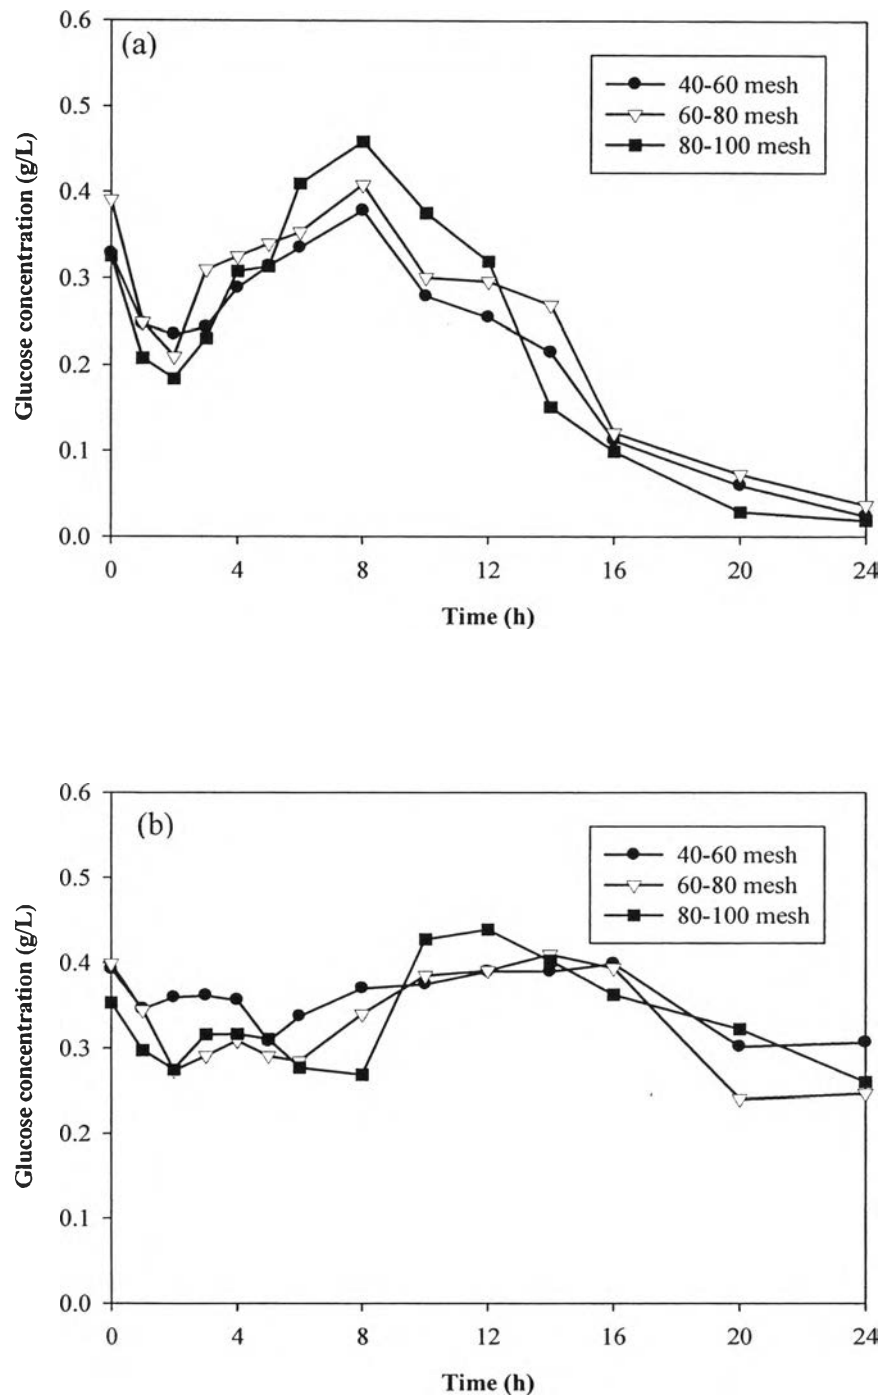 (a)
0.6
0.5
0.4
0.3
0.2
0.1
0.0
Glucose concentration (g/L)
40-60 mesh
60-80 mesh
80-100 mesh
0 4 8 12 16 20 24
Time (h)
(b)
0.6
0.5
0.4
0.3
0.2
0.1
0.0
Glucose concentration (g/L)
40-60 mesh
60-80 mesh
80-100 mesh
0 4 8 12 16 20 24
Time (h)